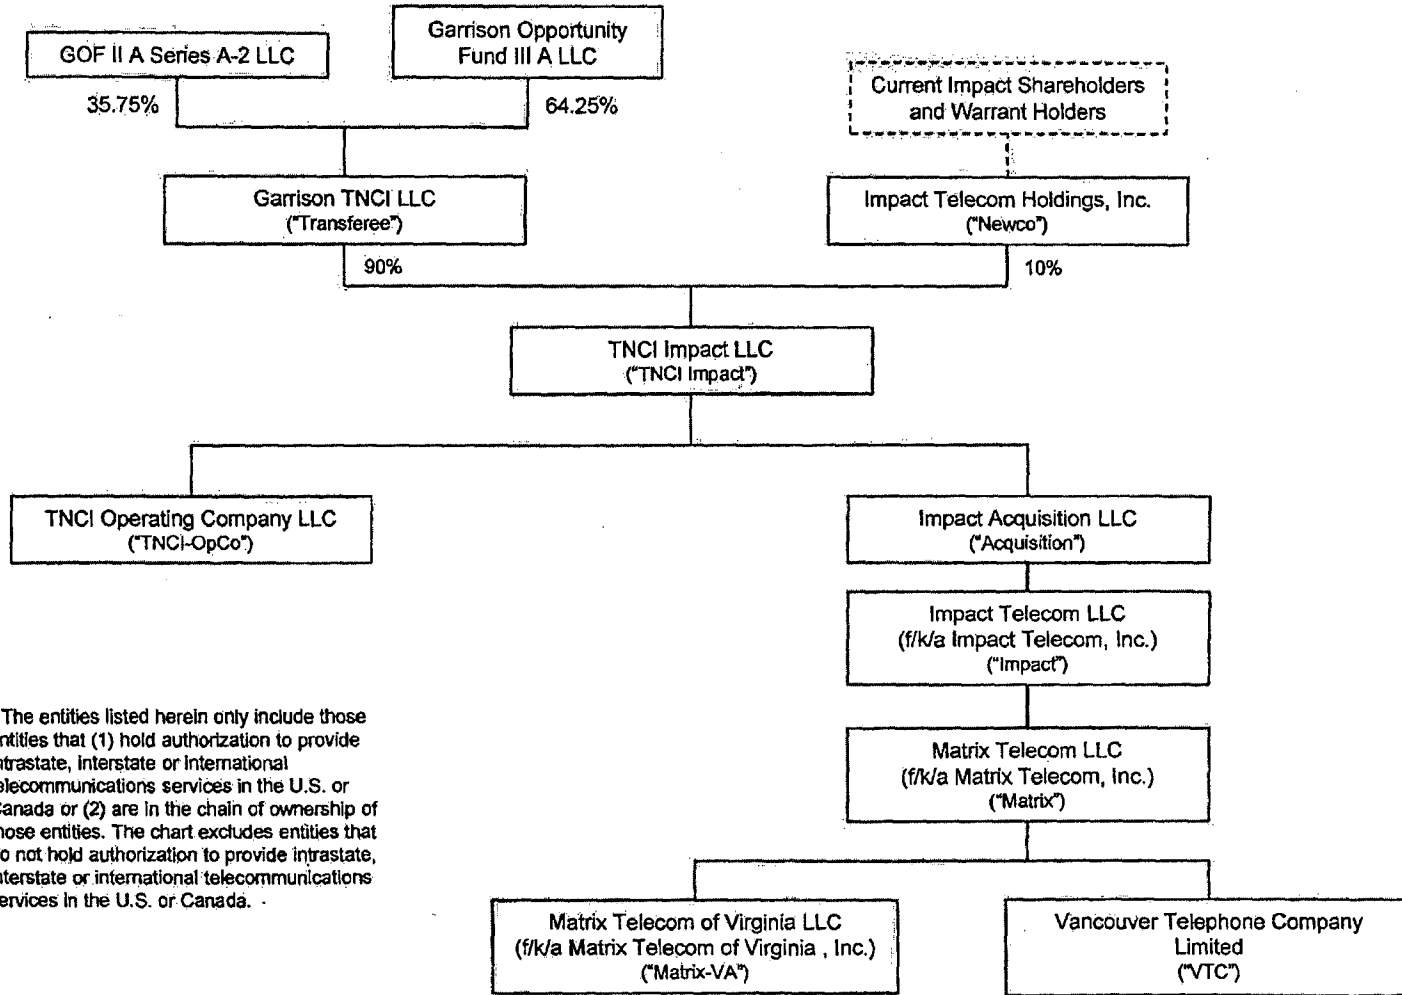 GOF II A Series A-2 LLC
Garrison Opportunity
Fund III A LLC
35.75%
64.25%
Current Impact Shareholders
and Warrant Holders
Garrison TNCI LLC
("Transferee")
Impact Telecom Holdings, Inc.
("Newco")
90%
10%
TNCI Impact LLC
("TNCI Impact")
TNCI Operating Company LLC
("TNCI-OpCo")
Impact Acquisition LLC
("Acquisition")
Impact Telecom LLC
(f/k/a Impact Telecom, Inc.)
("Impact")
Matrix Telecom LLC
(f/k/a Matrix Telecom, Inc.)
("Matrix")
Matrix Telecom of Virginia LLC
(f/k/a Matrix Telecom of Virginia , Inc.)
("Matrix-VA")
Vancouver Telephone Company
Limited
("VTC")
The entities listed herein only include those
ntities that (1) hold authorization to provide
ntrastate, interstate or international
elecommunications services in the U.S. or
anada or (2) are in the chain of ownership of
hose entities. The chart excludes entities that
o not hold authorization to provide intrastate,
nterstate or international telecommunications
ervices in the U.S. or Canada.